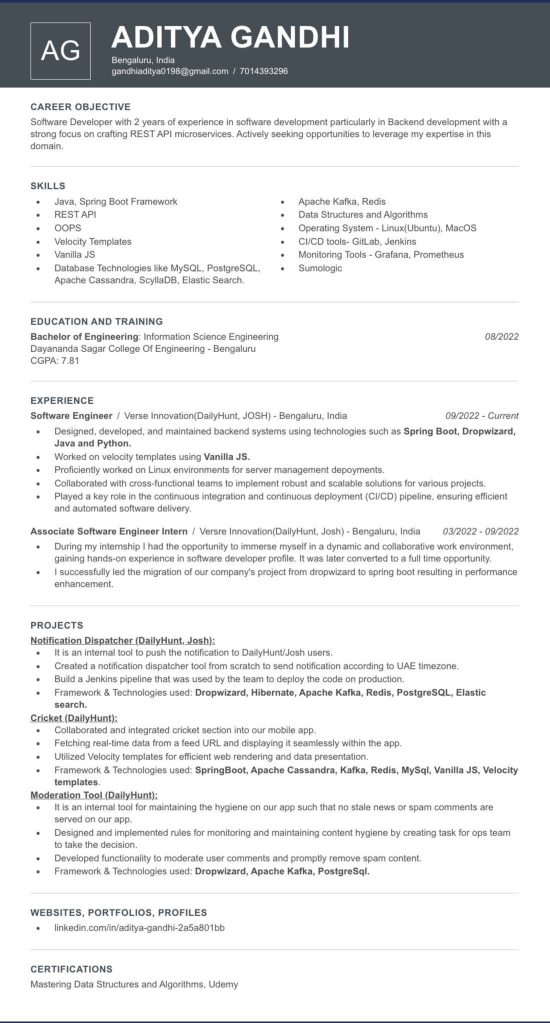 AG
ADITYA GANDHI
Bengaluru, India
gandhiaditya0198@gmail.com / 7014393296
CAREER OBJECTIVE
Software Developer with 2 years of experience in software development particularly in Backend development with a
strong focus on crafting REST API microservices. Actively seeking opportunities to leverage my expertise in this
domain.
SKILLS
• Java, Spring Boot Framework
• REST API
• OOPS
• Velocity Templates
• Vanilla JS
• Database Technologies like MySQL, PostgreSQL,
Apache Cassandra, ScyllaDB, Elastic Search.
• Apache Kafka, Redis
• Data Structures and Algorithms
• Operating System - Linux(Ubuntu), MacOS
• CI/CD tools- GitLab, Jenkins
• Monitoring Tools - Grafana, Prometheus
• Sumologic
EDUCATION AND TRAINING
Bachelor of Engineering: Information Science Engineering 08/2022
Dayananda Sagar College Of Engineering - Bengaluru
CGPA: 7.81
EXPERIENCE
Software Engineer / Verse Innovation(DailyHunt, JOSH) - Bengaluru, India 09/2022 - Current
• Designed, developed, and maintained backend systems using technologies such as Spring Boot, Dropwizard,
Java and Python.
• Worked on velocity templates using Vanilla JS.
• Proficiently worked on Linux environments for server management depoyments.
• Collaborated with cross-functional teams to implement robust and scalable solutions for various projects.
• Played a key role in the continuous integration and continuous deployment (CI/CD) pipeline, ensuring efficient
and automated software delivery.
Associate Software Engineer Intern / Versre Innovation(DailyHunt, Josh) - Bengaluru, India 03/2022 - 09/2022
• During my internship I had the opportunity to immerse myself in a dynamic and collaborative work environment,
gaining hands-on experience in software developer profile. It was later converted to a full time opportunity.
• I successfully led the migration of our company's project from dropwizard to spring boot resulting in performance
enhancement.
PROJECTS
Notification Dispatcher (DailyHunt, Josh):
• It is an internal tool to push the notification to DailyHunt/Josh users.
• Created a notification dispatcher tool from scratch to send notification according to UAE timezone.
• Build a Jenkins pipeline that was used by the team to deploy the code on production.
• Framework & Technologies used: Dropwizard, Hibernate, Apache Kafka, Redis, PostgreSQL, Elastic
search.
Cricket (DailyHunt):
• Collaborated and integrated cricket section into our mobile app.
• Fetching real-time data from a feed URL and displaying it seamlessly within the app.
• Utilized Velocity templates for efficient web rendering and data presentation.
• Framework & Technologies used: SpringBoot, Apache Cassandra, Kafka, Redis, MySql, Vanilla JS, Velocity
templates.
Moderation Tool (DailyHunt):
• It is an internal tool for maintaining the hygiene on our app such that no stale news or spam comments are
served on our app.
• Designed and implemented rules for monitoring and maintaining content hygiene by creating task for ops team
to take the decision.
• Developed functionality to moderate user comments and promptly remove spam content.
• Framework & Technologies used: Dropwizard, Apache Kafka, PostgreSql.
WEBSITES, PORTFOLIOS, PROFILES
• linkedin.com/in/aditya-gandhi-2a5a801bb
CERTIFICATIONS
Mastering Data Structures and Algorithms, Udemy